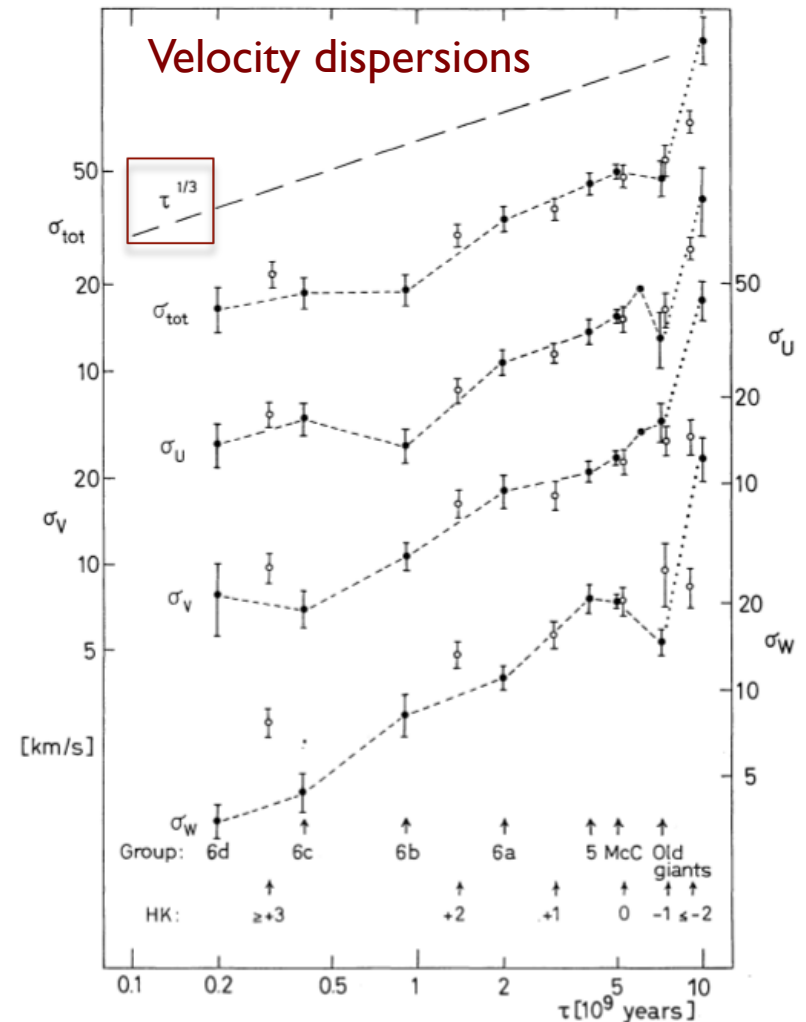 Velocity dispersions
τ 1/3
50
σtot
20
50
σtot
σU
10
20
σU
20
10
σV
10
σV
20
5
σW
10
[km/s]
5
σW
Group: 6d 6c 6b 6a 5 McC Old
giants
HK: ≥+3 +2 +1 0 -1 ≤-2
0.1 0.2 0.5 1 2 5 10
τ[10⁹ years]